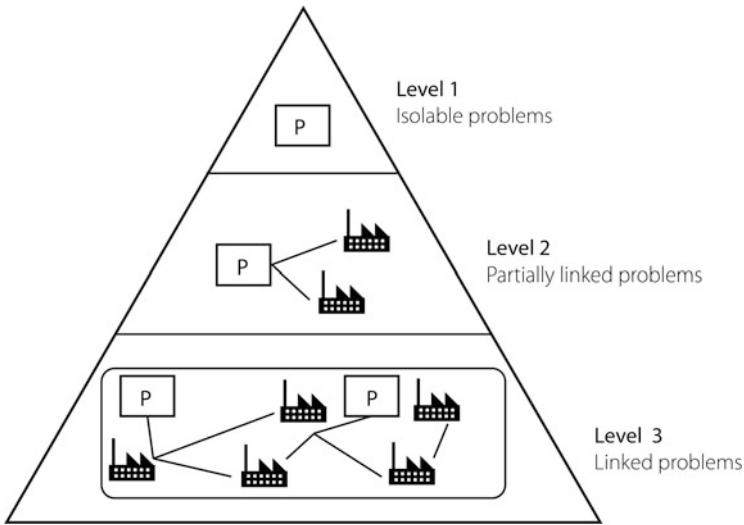 Level 1
Isolable problems
P
Level 2
Partially linked problems
P
P
P
Level 3
Linked problems